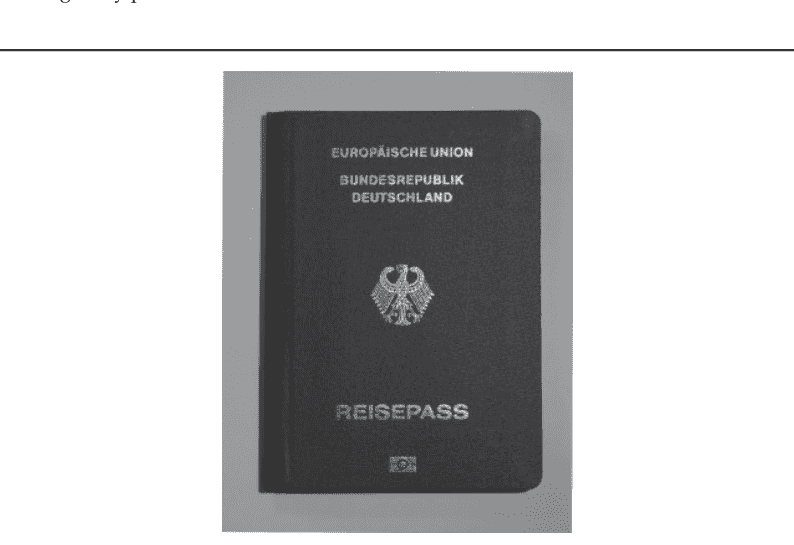 EUROPÄISCHE UNION
BUNDESREPUBLIK
DEUTSCHLAND
REISEPASS